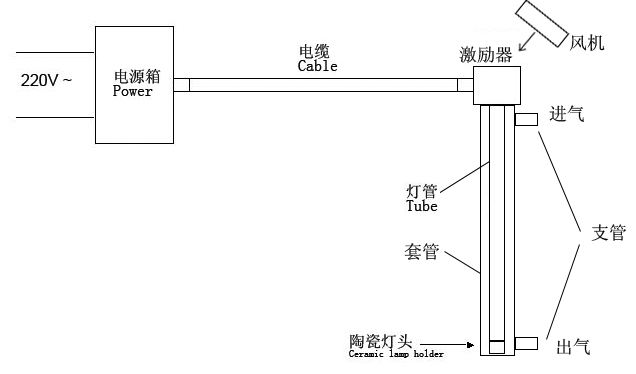 220V ~
电源箱
Power
电缆
Cable
激励器
风机
进气
灯管
Tube
支管
套管
陶瓷灯头
Ceramic lamp holder
出气